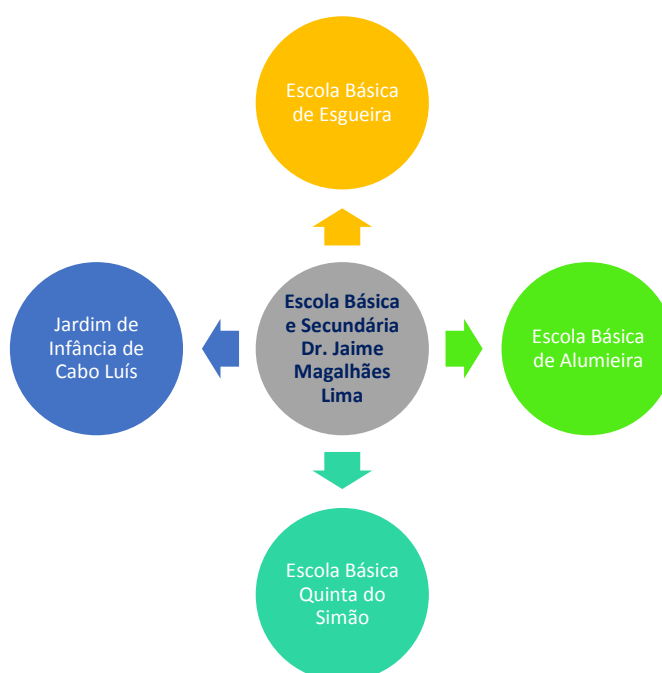 Escola Básica
de Esgueira
Jardim de
Infância de
Cabo Luís
Escola Básica
e Secundária
Dr. Jaime
Magalhães
Lima
Escola Básica
de Alumieira
Escola Básica
Quinta do
Simão